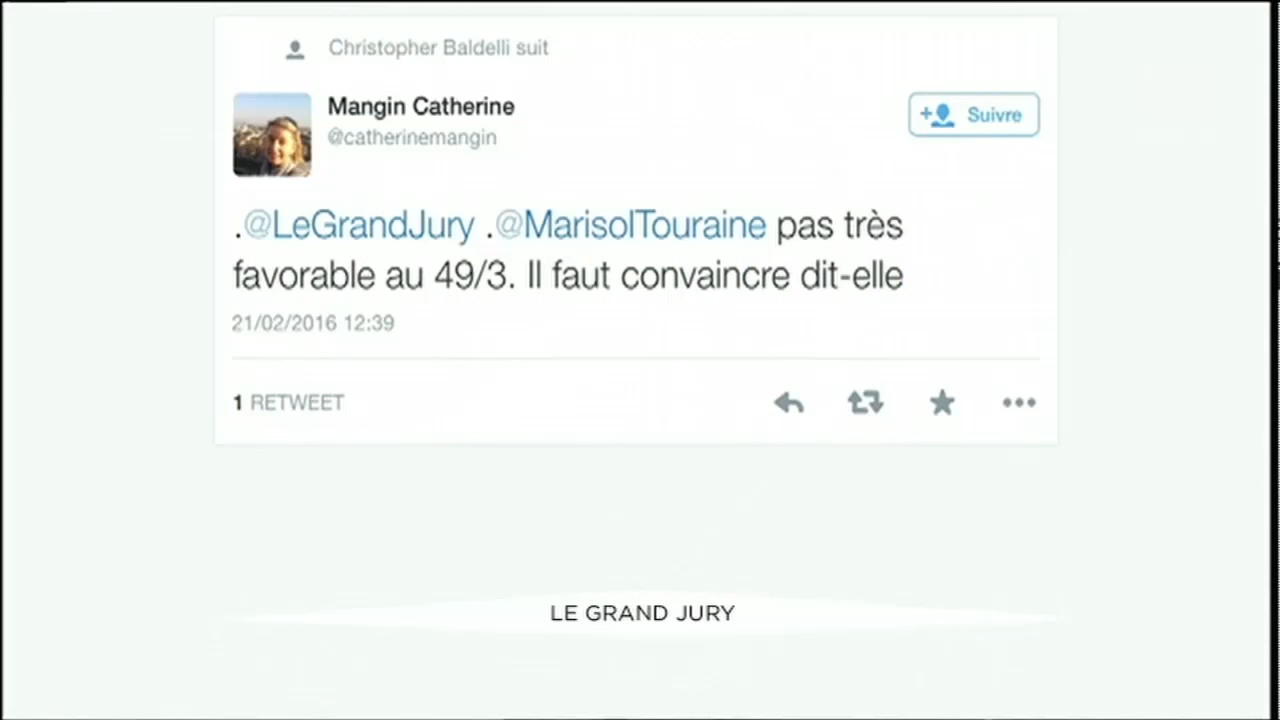 Christopher Baldelli suit
Mangin Catherine
@catherinemangin
Suivre
.@LeGrandJury .@MarisolTouraine pas très
favorable au 49/3. Il faut convaincre dit-elle
21/02/2016 12:39
1 RETWEET
LE GRAND JURY